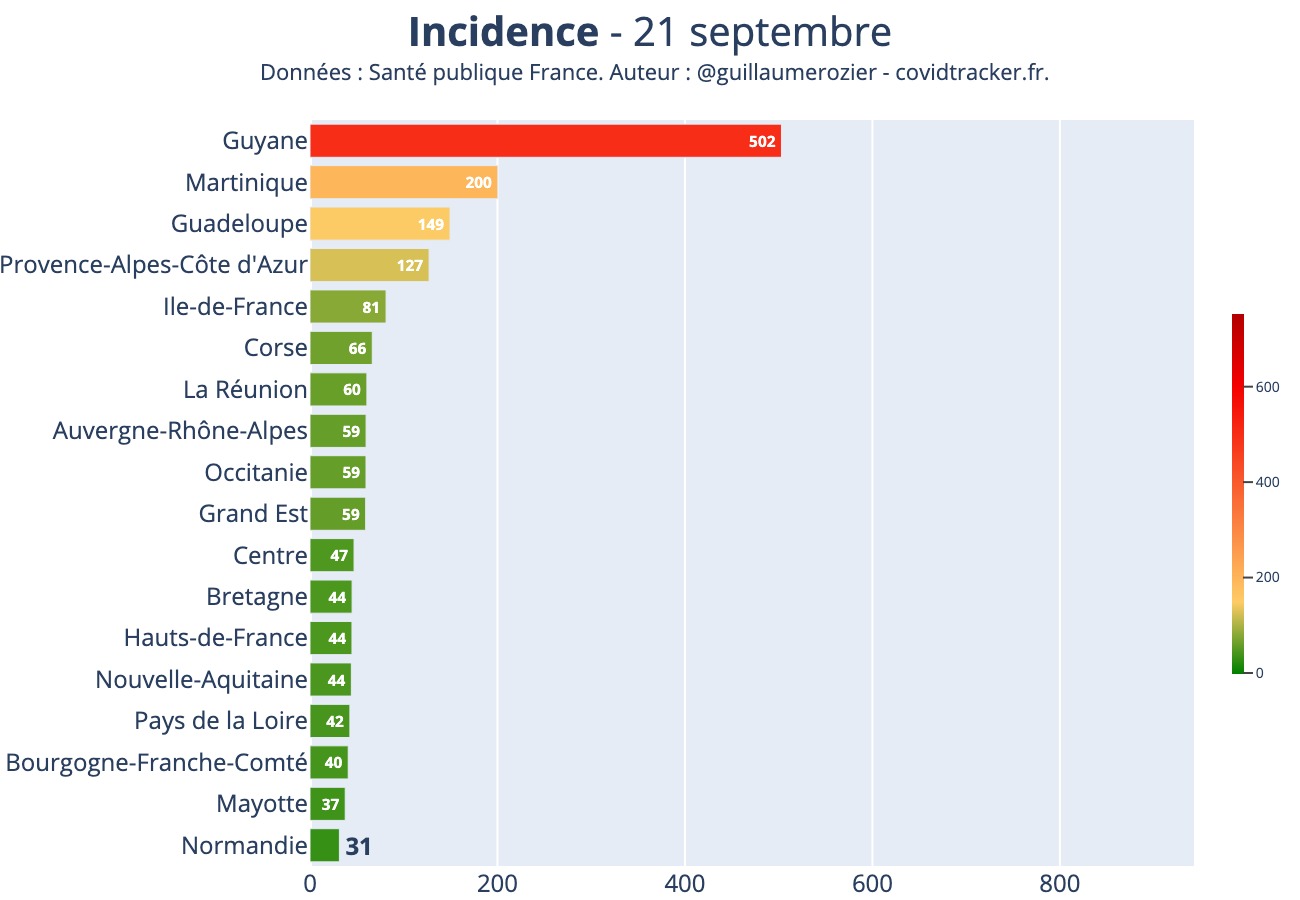 Incidence - 21 septembre
Données : Santé publique France. Auteur : @guillaumerozier - covidtracker.fr.
Guyane 502
Martinique 200
Guadeloupe 149
Provence-Alpes-Côte d'Azur 127
Ile-de-France 81
Corse 66
La Réunion 60
Auvergne-Rhône-Alpes 59
Occitanie 59
Grand Est 59
Centre 47
Bretagne 44
Hauts-de-France 44
Nouvelle-Aquitaine 44
Pays de la Loire 42
Bourgogne-Franche-Comté 40
Mayotte 37
Normandie 31
0 200 400 600 800
600
400
200
0